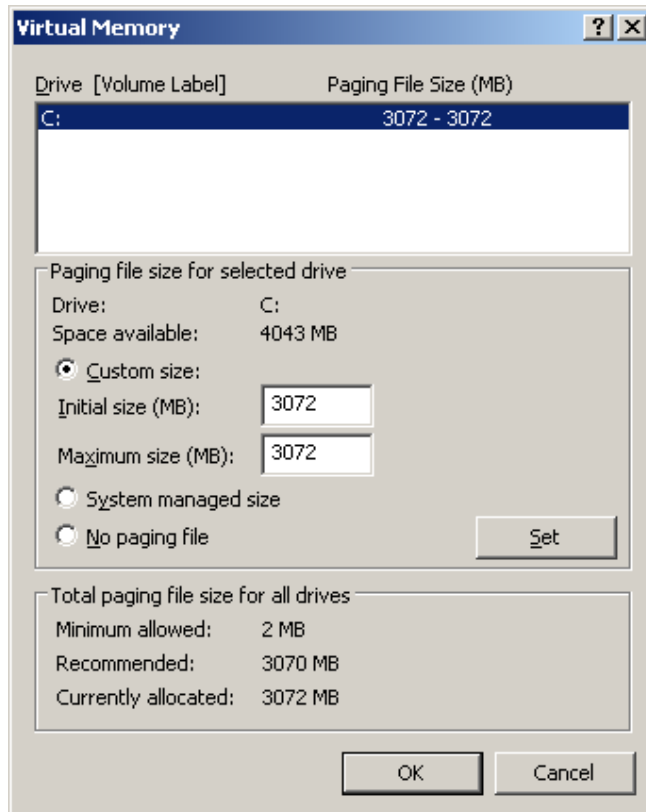 Virtual Memory
Drive [Volume Label] Paging File Size (MB)
C: 3072 - 3072
Paging file size for selected drive
Drive: C:
Space available: 4043 MB
Custom size:
Initial size (MB): 3072
Maximum size (MB): 3072
System managed size
No paging file Set
Total paging file size for all drives
Minimum allowed: 2 MB
Recommended: 3070 MB
Currently allocated: 3072 MB
OK Cancel